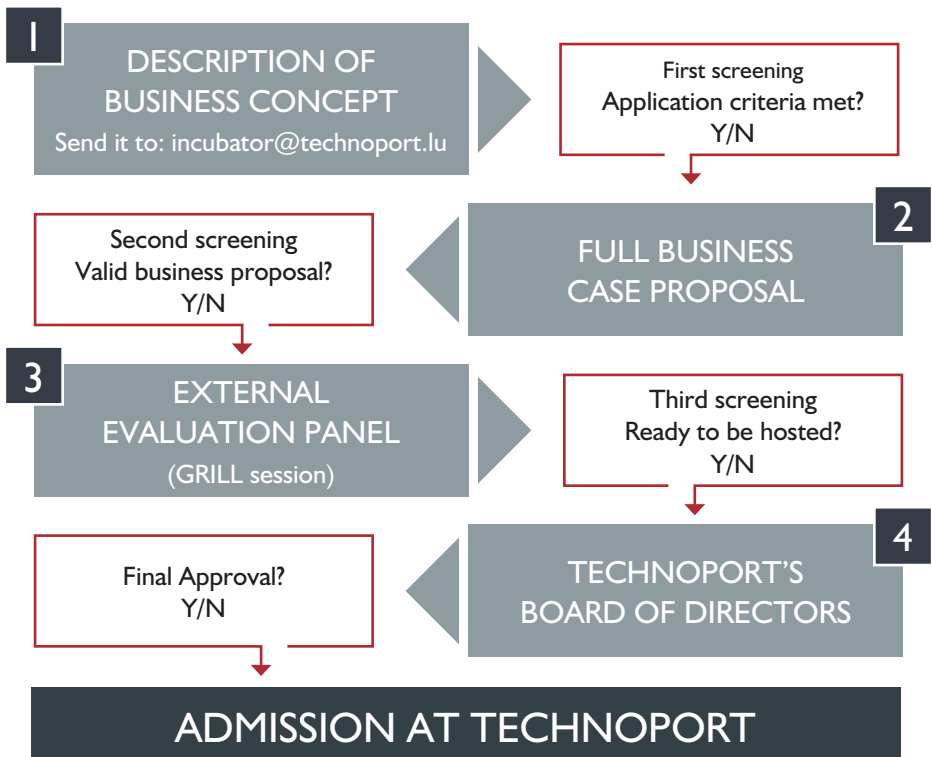 1
DESCRIPTION OF
BUSINESS CONCEPT
Send it to: incubator@technoport.lu
First screening
Application criteria met?
Y/N
2
FULL BUSINESS
CASE PROPOSAL
Second screening
Valid business proposal?
Y/N
3
EXTERNAL
EVALUATION PANEL
(GRILL session)
Third screening
Ready to be hosted?
Y/N
4
TECHNOPORT’S
BOARD OF DIRECTORS
Final Approval?
Y/N
ADMISSION AT TECHNOPORT